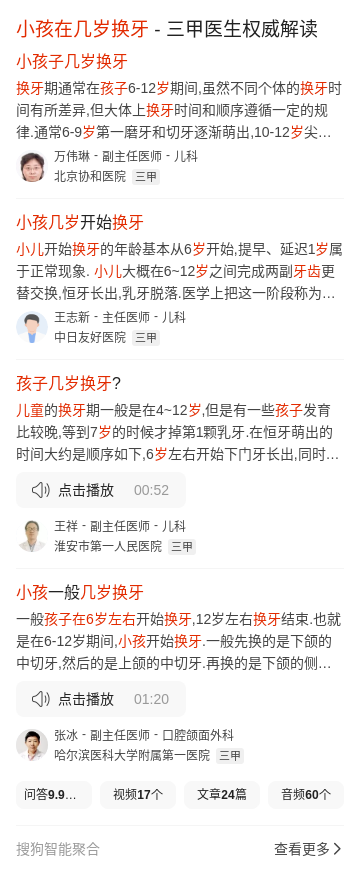 小孩在几岁换牙 - 三甲医生权威解读
小孩子几岁换牙
换牙期通常在孩子6-12岁期间,虽然不同个体的换牙时
间有所差异,但大体上换牙时间和顺序遵循一定的规
律.通常6-9岁第一磨牙和切牙逐渐萌出,10-12岁尖…
万伟琳 - 副主任医师 - 儿科
北京协和医院 三甲
小孩几岁开始换牙
小儿开始换牙的年龄基本从6岁开始,提早、延迟1岁属
于正常现象. 小儿大概在6~12岁之间完成两副牙齿更
替交换,恒牙长出,乳牙脱落.医学上把这一阶段称为…
王志新 - 主任医师 - 儿科
中日友好医院 三甲
孩子几岁换牙?
儿童的换牙期一般是在4~12岁,但是有一些孩子发育
比较晚,等到7岁的时候才掉第1颗乳牙.在恒牙萌出的
时间大约是顺序如下,6岁左右开始下门牙长出,同时…
点击播放 00:52
王祥 - 副主任医师 - 儿科
淮安市第一人民医院 三甲
小孩一般几岁换牙
一般孩子在6岁左右开始换牙,12岁左右换牙结束.也就
是在6-12岁期间,小孩开始换牙.一般先换的是下颌的
中切牙,然后的是上颌的中切牙.再换的是下颌的侧…
点击播放 01:20
张冰 - 副主任医师 - 口腔颌面外科
哈尔滨医科大学附属第一医院 三甲
问答9.9… 视频17个 文章24篇 音频60个
搜狗智能聚合 查看更多